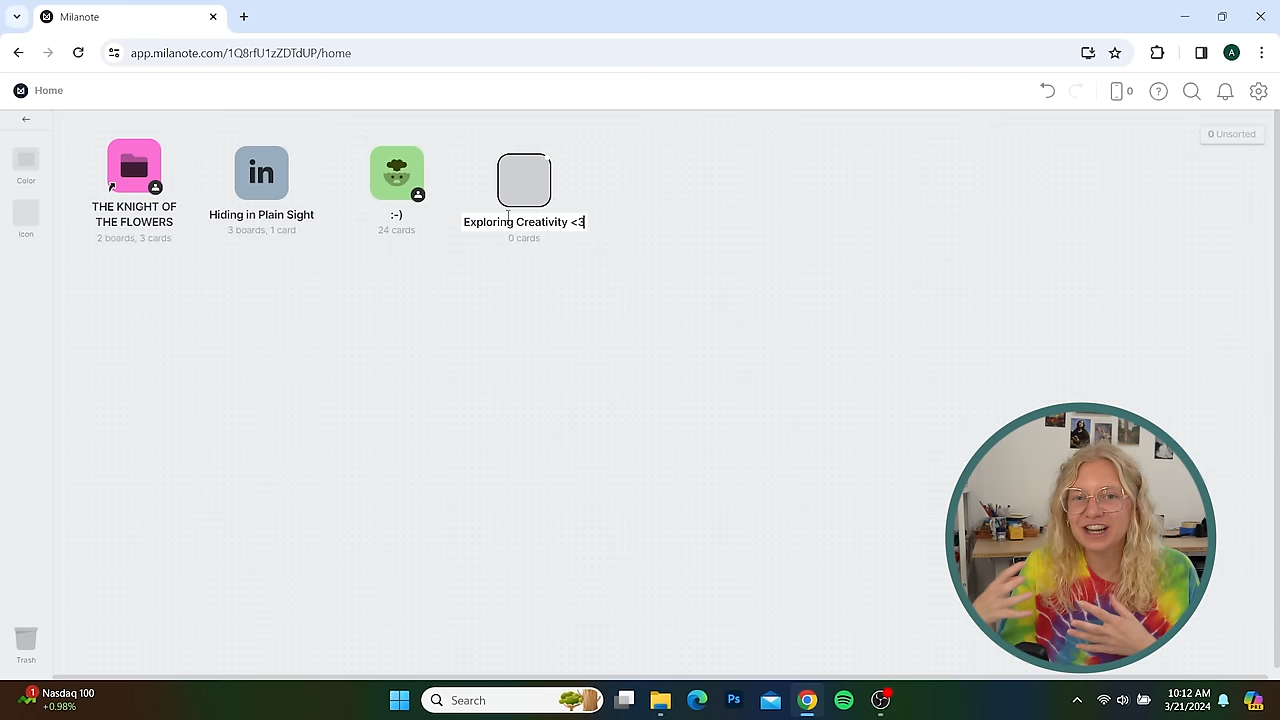 Milanote
app.milanote.com/1Q8rfU1zZDTdUP/home
A
Home
0
0 Unsorted
Color
Icon
in
THE KNIGHT OF
THE FLOWERS
2 boards, 3 cards
Hiding in Plain Sight
3 boards, 1 card
:-)
24 cards
Exploring Creativity <3
0 cards
Trash
1
Nasdaq 100
+0.98%
Search
Ps
10:12 AM
3/21/2024